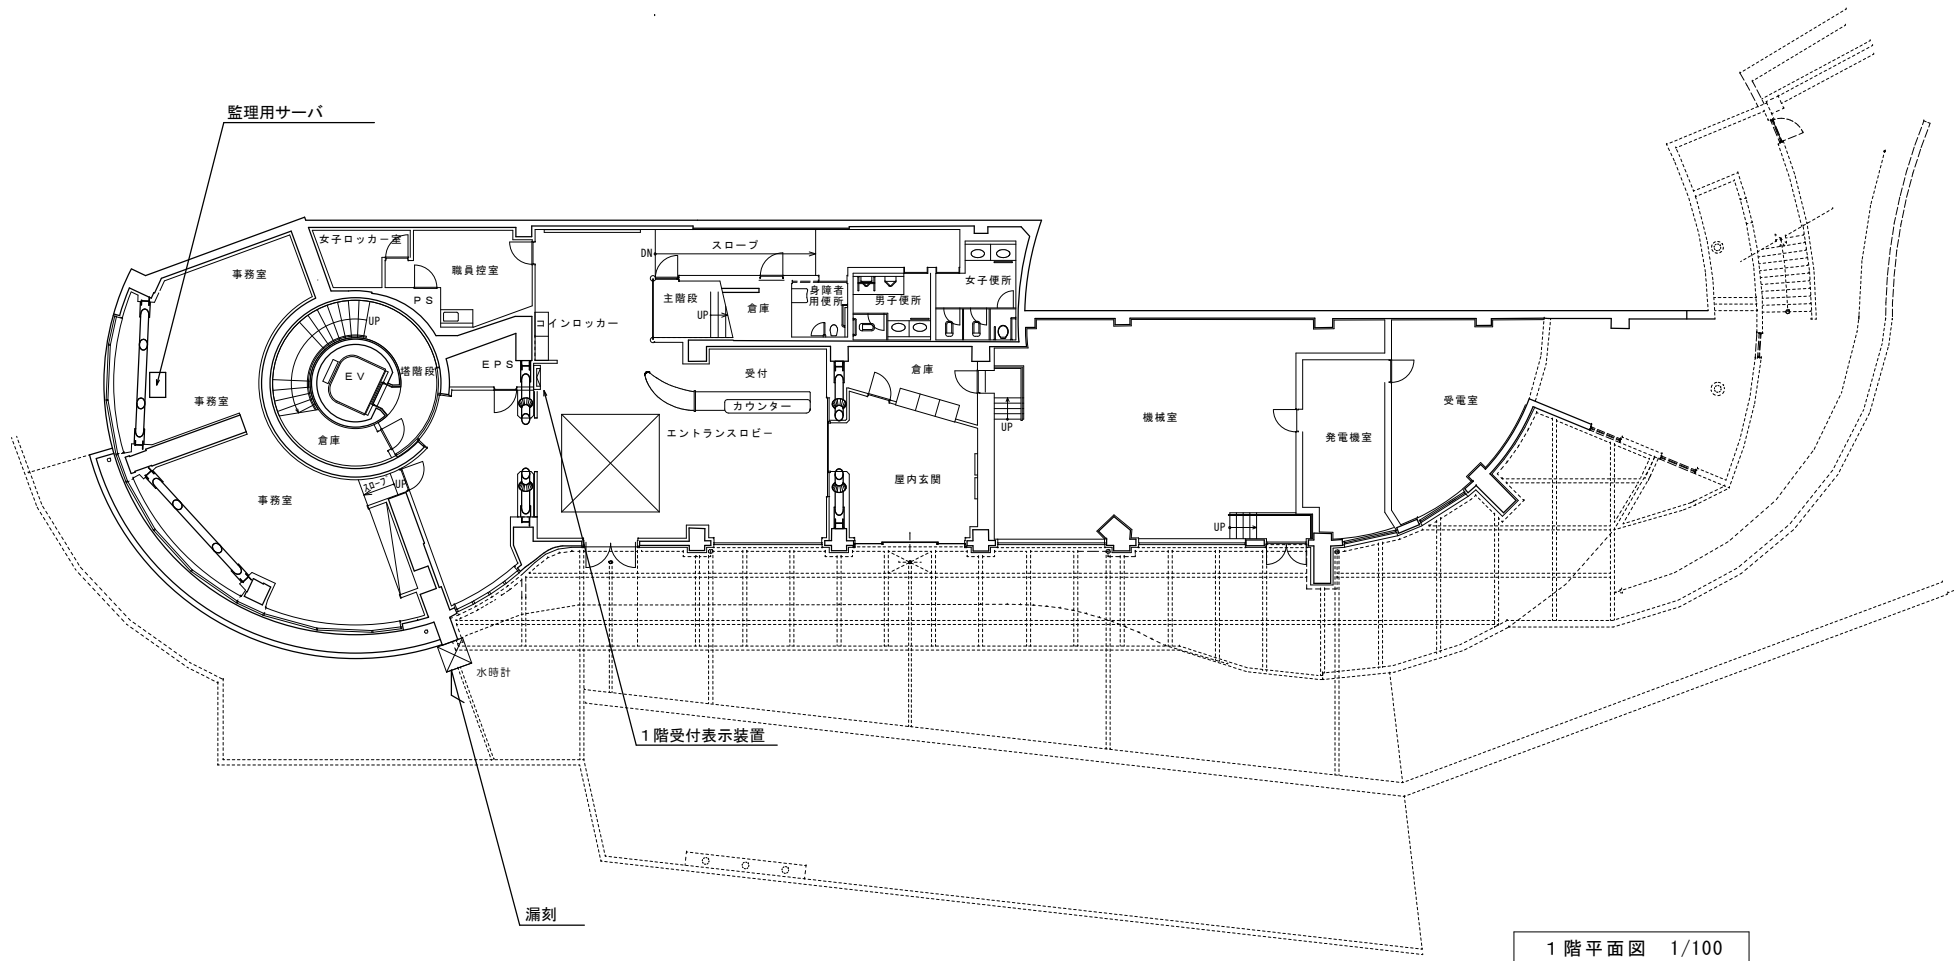 監理用サーバ
女子ロッカー室
事務室
職員控室
スロープ
DN
女子便所
PS
UP
主階段
UP
倉庫
身障者
用便所
男子便所
コインロッカー
EV
塔階段
EPS
受付
倉庫
カウンター
事務室
倉庫
エントランスロビー
UP
機械室
発電機室
受電室
事務室
スロープ
UP
屋内玄関
UP
水時計
1階受付表示装置
漏刻
1階平面図 1/100